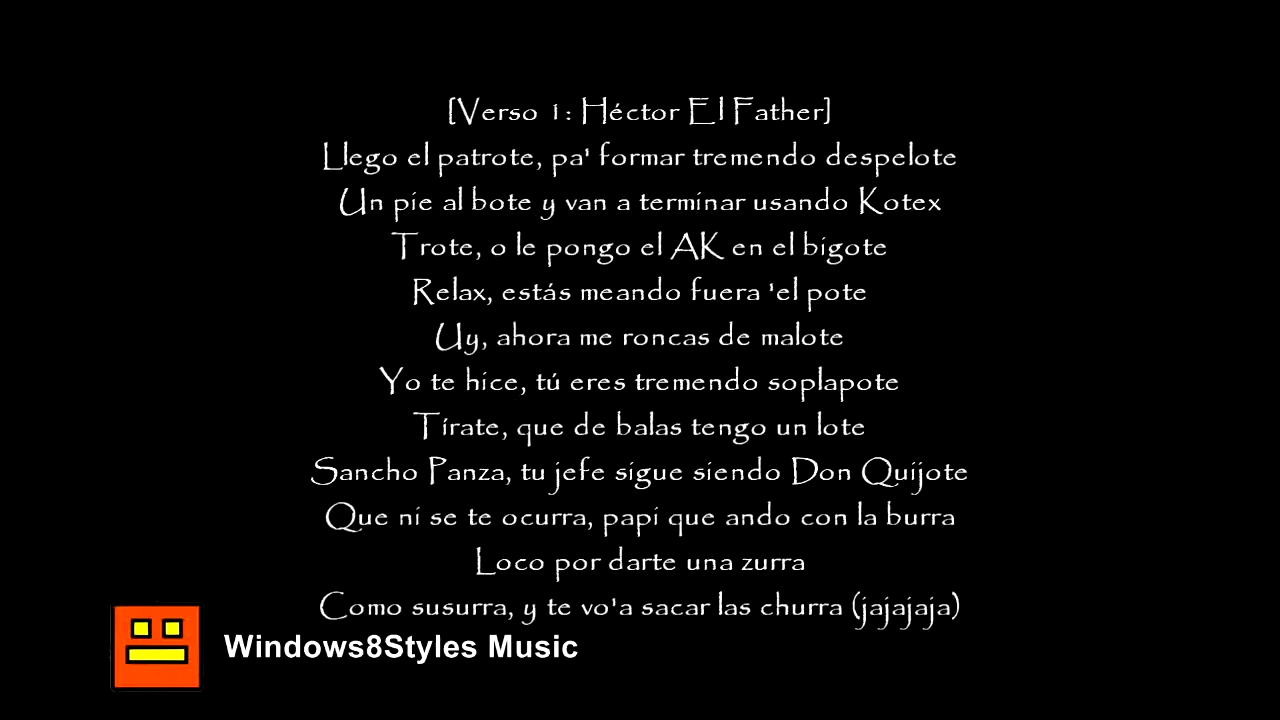 [Verso 1: Héctor El Father]
Llego el patrote, pa' formar tremendo despelote
Un pie al bote y van a terminar usando Kotex
Trote, o le pongo el AK en el bigote
Relax, estás meando fuera 'el pote
Uy, ahora me roncas de malote
Yo te hice, tú eres tremendo soplapote
Tírate, que de balas tengo un lote
Sancho Panza, tu jefe sigue siendo Don Quijote
Que ni se te ocurra, papi que ando con la burra
Loco por darte una zurra
Como susurra, y te vo'a sacar las churra (jajajaja)
Windows8Styles Music